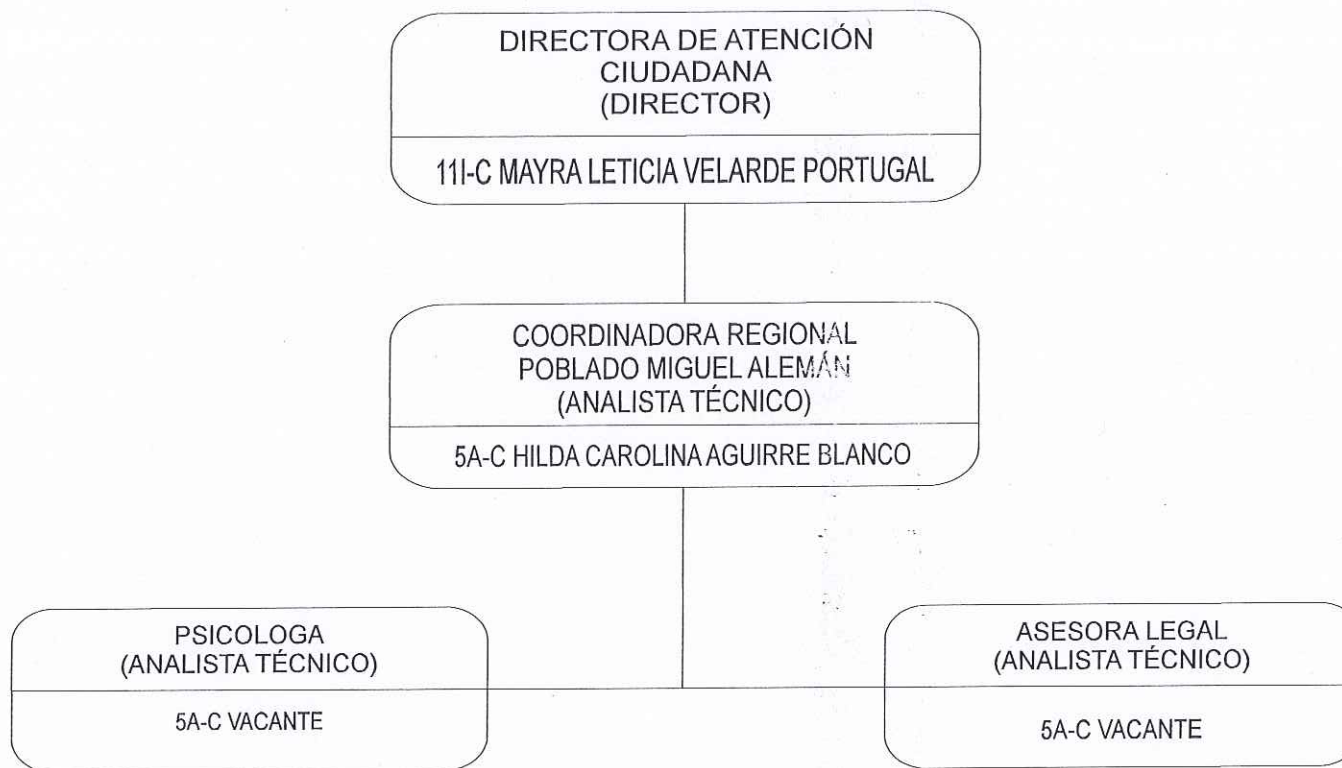 DIRECTORA DE ATENCIÓN
CIUDADANA
(DIRECTOR)
11I-C MAYRA LETICIA VELARDE PORTUGAL
COORDINADORA REGIONAL
POBLADO MIGUEL ALEMÁN
(ANALISTA TÉCNICO)
5A-C HILDA CAROLINA AGUIRRE BLANCO
PSICOLOGA
(ANALISTA TÉCNICO)
5A-C VACANTE
ASESORA LEGAL
(ANALISTA TÉCNICO)
5A-C VACANTE